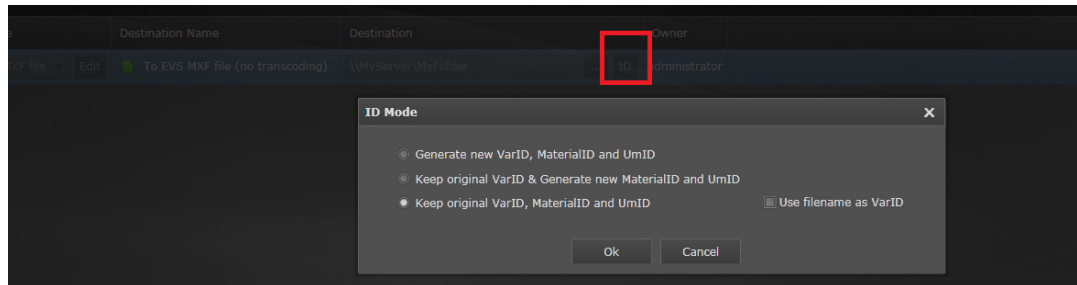 Destination Name Destination Owner
MXF file Edit To EVS MXF file (no transcoding) \\MyServer\MyFolder ... ID administrator
ID Mode X
Generate new VarID, MaterialID and UmID
Keep original VarID & Generate new MaterialID and UmID
Keep original VarID, MaterialID and UmID Use filename as VarID
Ok Cancel